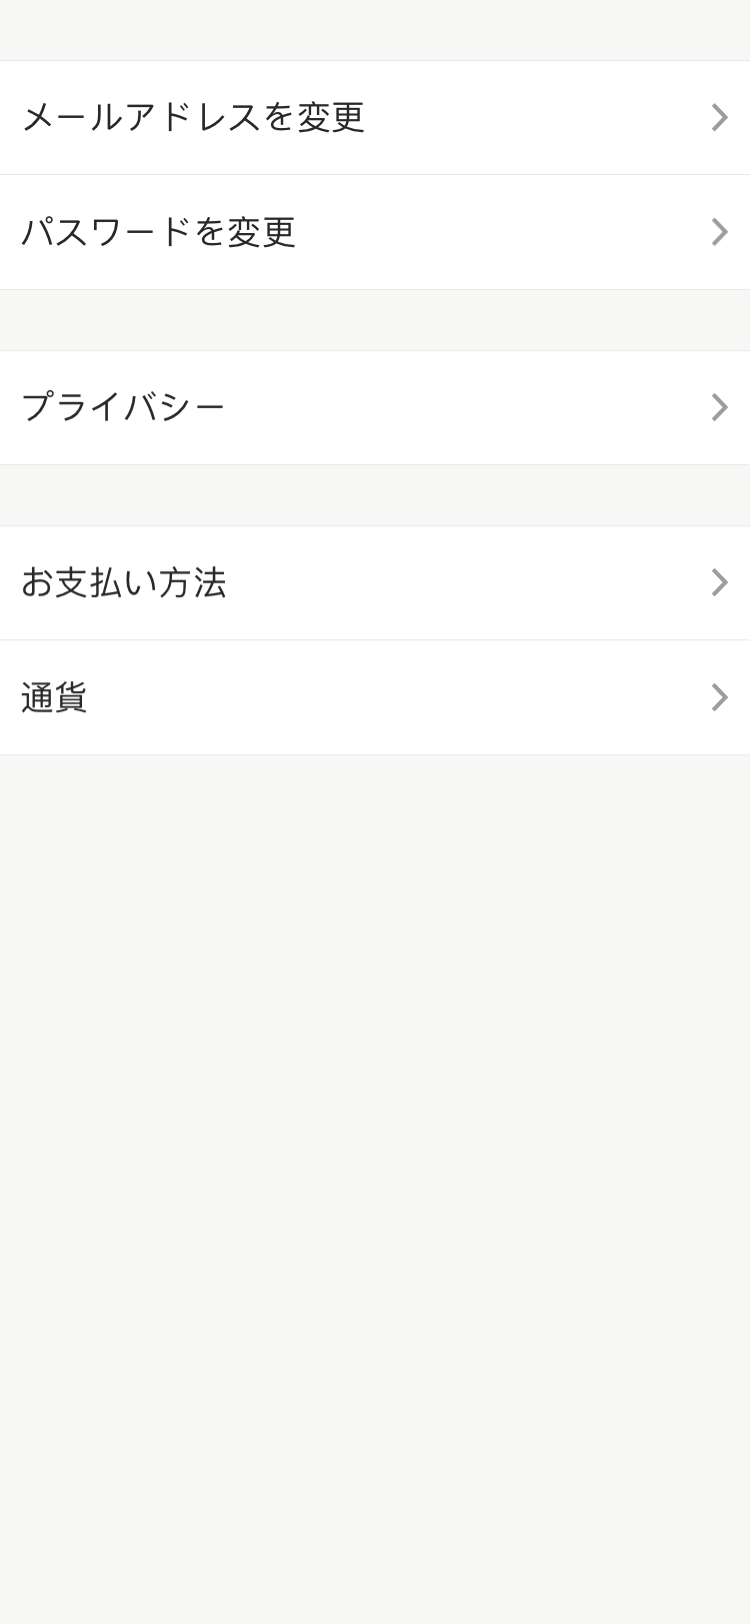 メールアドレスを変更
パスワードを変更
プライバシー
お支払い方法
通貨